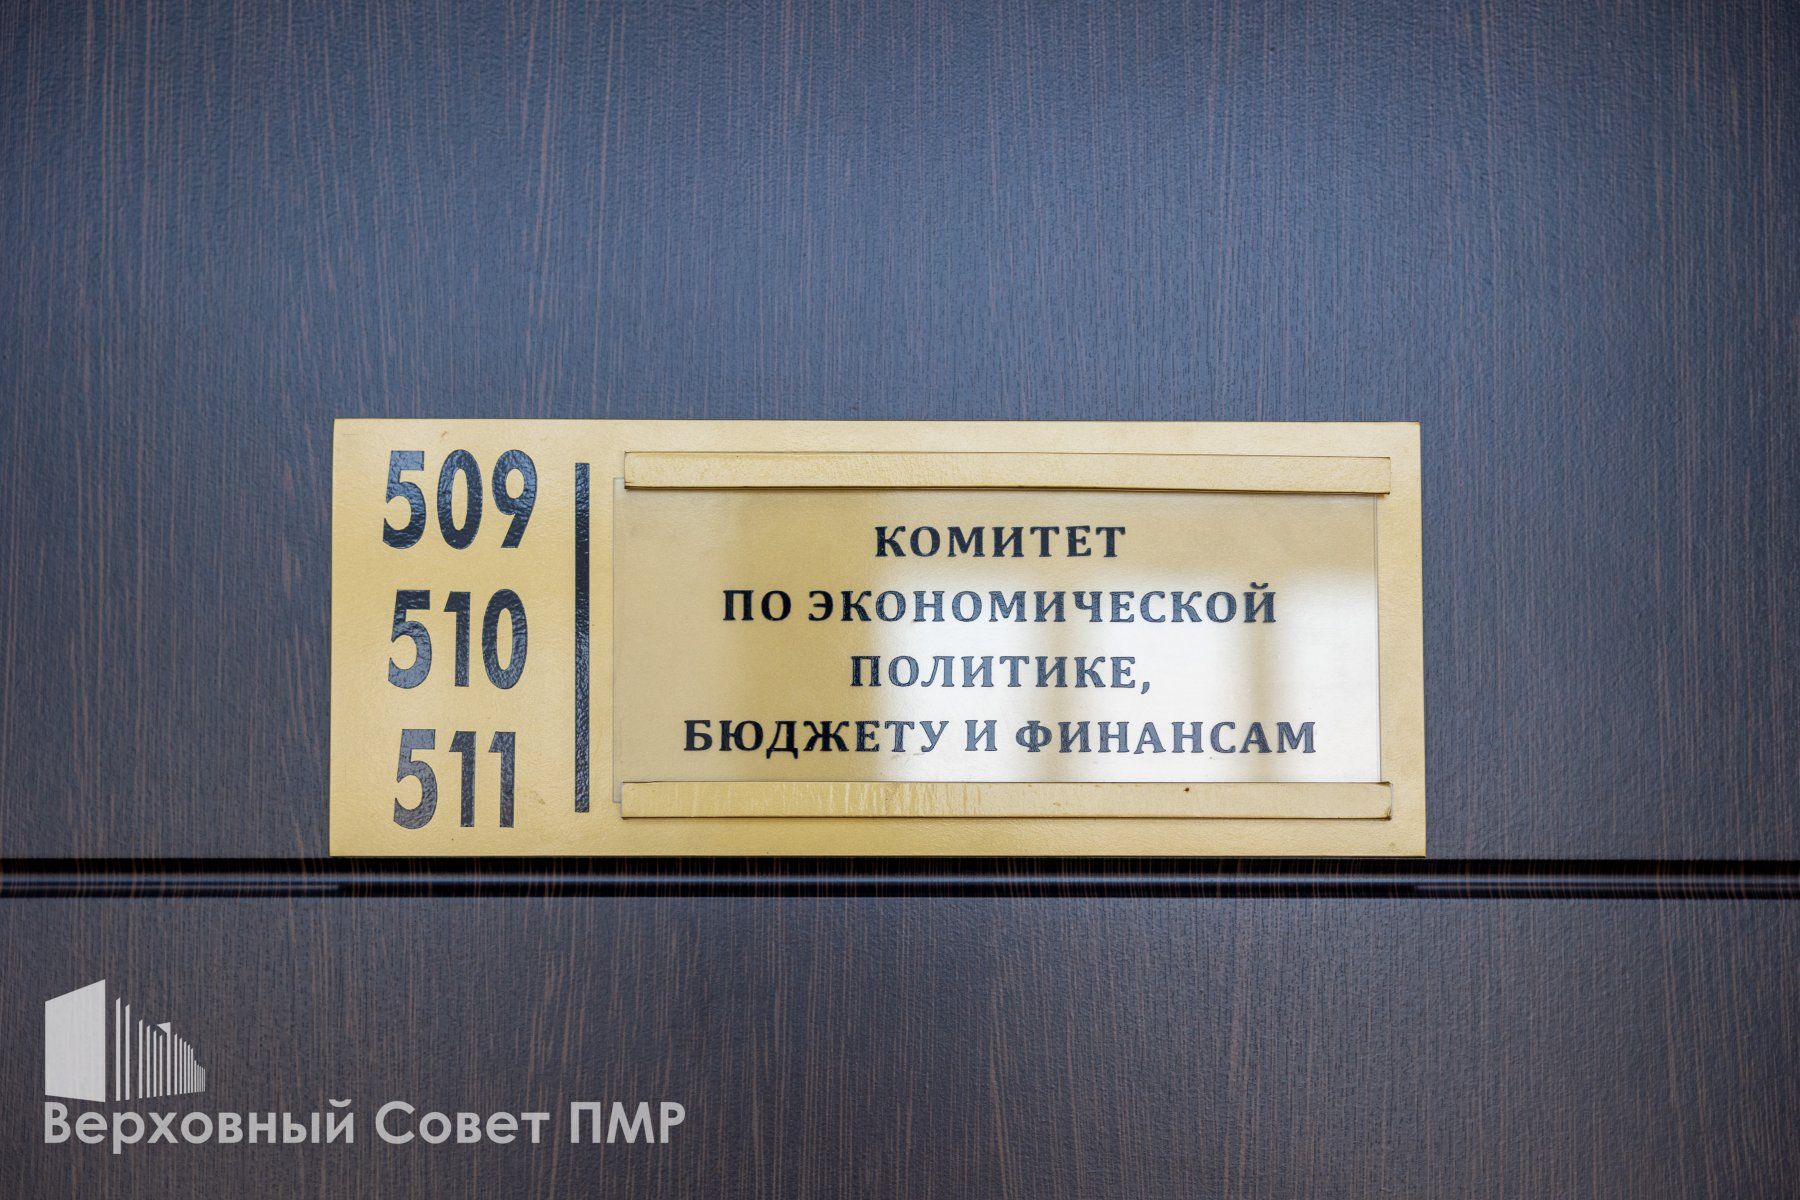 509
510
511
КОМИТЕТ
ПО ЭКОНОМИЧЕСКОЙ
ПОЛИТИКЕ,
БЮДЖЕТУ И ФИНАНСАМ
Верховный Совет ПМР